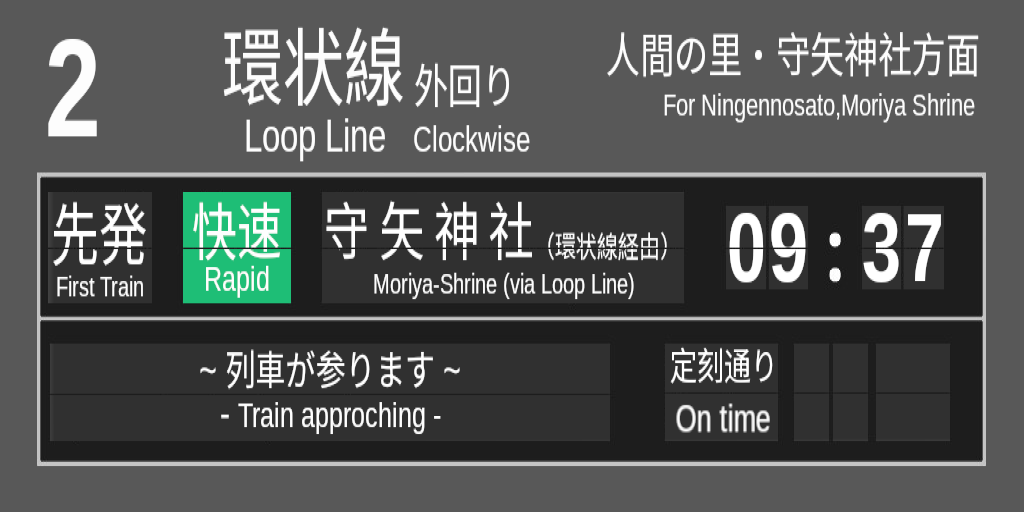 2
環状線 外回り
Loop Line Clockwise
人間の里・守矢神社方面
For Ningennosato,Moriya Shrine
先発
First Train
快速
Rapid
守矢神社 （環状線経由）
Moriya-Shrine (via Loop Line)
09:37
~ 列車が参ります ~
- Train approching -
定刻通り
On time